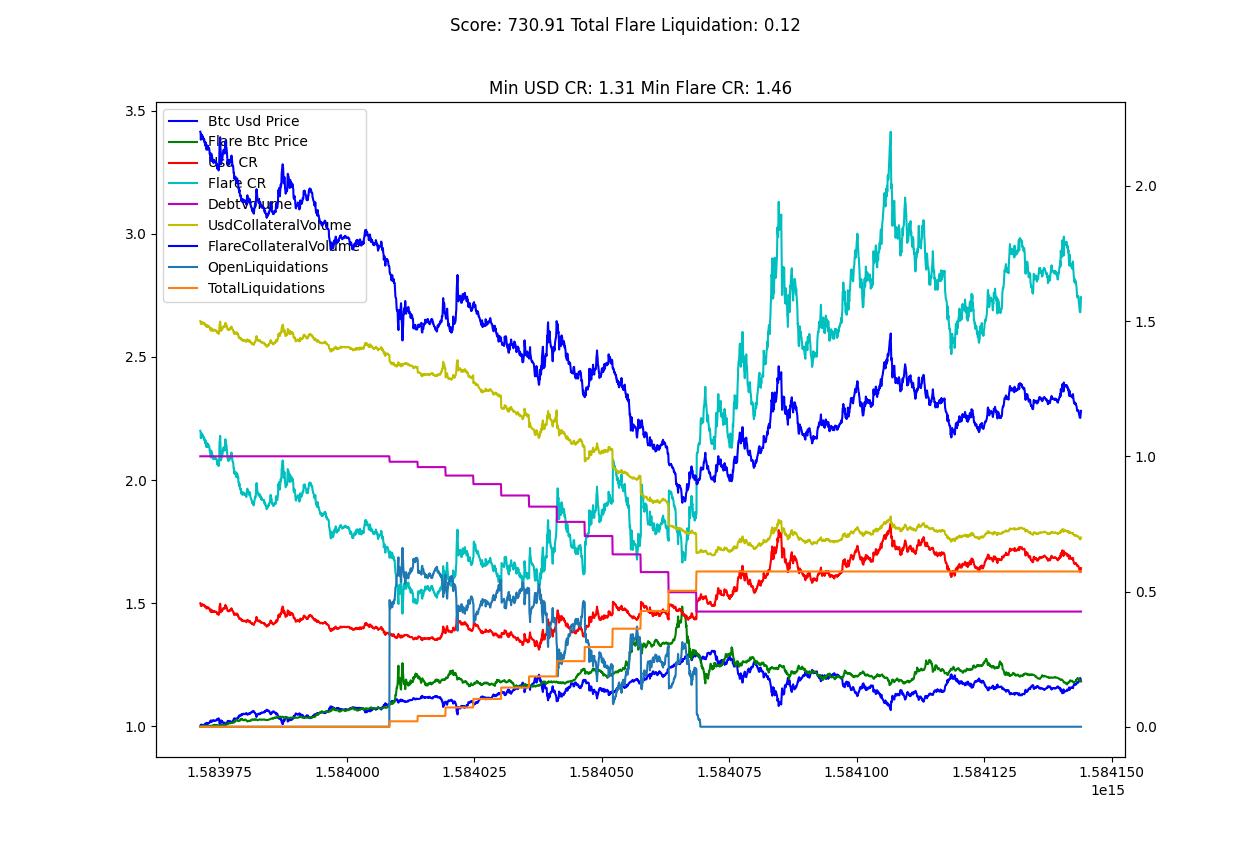 Score: 730.91 Total Flare Liquidation: 0.12
Min USD CR: 1.31 Min Flare CR: 1.46
3.5
3.0
2.5
2.0
1.5
1.0
Btc Usd Price
Flare Btc Price
Usd CR
Flare CR
DebtVolume
UsdCollateralVolume
FlareCollateralVolume
OpenLiquidations
TotalLiquidations
2.0
1.5
1.0
0.5
0.0
1.583975 1.584000 1.584025 1.584050 1.584075 1.584100 1.584125 1.584150
1e15